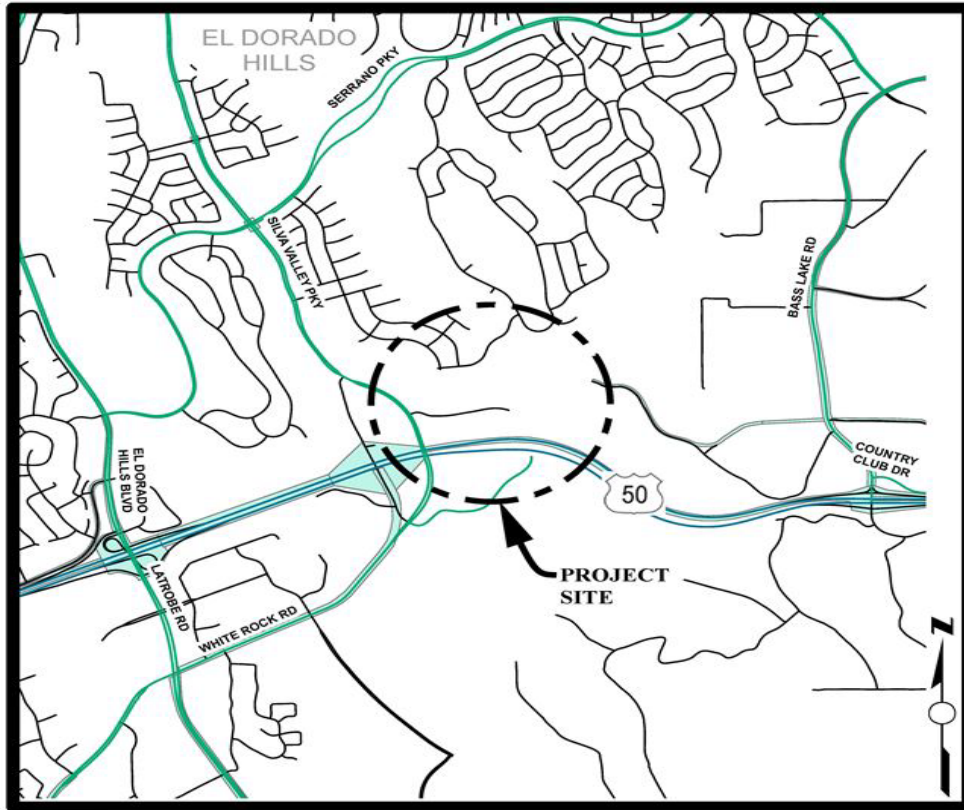 EL DORADO
HILLS
SERRANO PKY
SILVA VALLEY PKY
BASS LAKE RD
COUNTRY
CLUB DR
EL DORADO
HILLS BLVD
50
LATROBE RD
PROJECT
SITE
WHITE ROCK RD
N